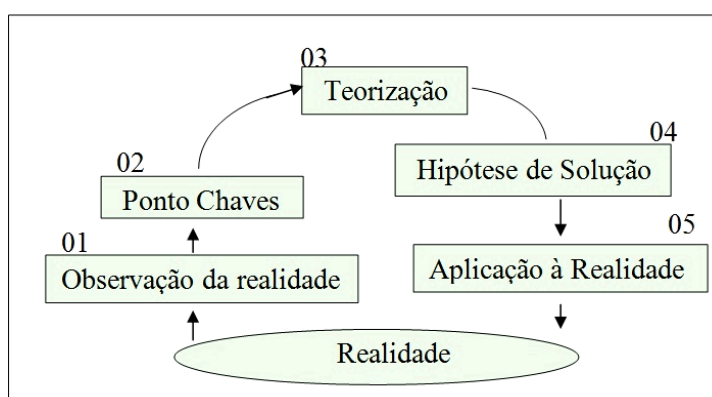 03
Teorização
04
Hipótese de Solução
02
Ponto Chaves
05
Aplicação à Realidade
01
Observação da realidade
Realidade